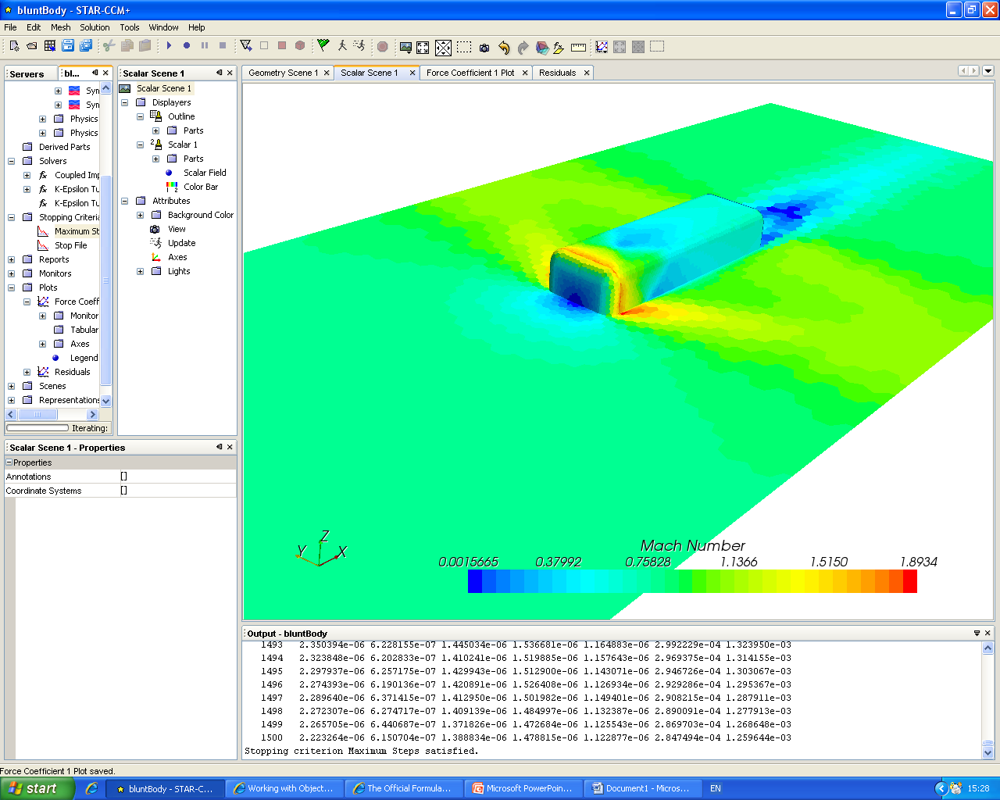 bluntBody - STAR-CCM+
File Edit Mesh Solution Tools Window Help
Servers
bl...
Syn
Syn
Physics
Physics
Derived Parts
Solvers
Coupled Imp
K-Epsilon Tu
K-Epsilon Tu
Stopping Criteria
Maximum St
Stop File
Reports
Monitors
Plots
Force Coeff
Monitor
Tabular
Axes
Legend
Residuals
Scenes
Representations
Iterating:
Scalar Scene 1
Scalar Scene 1
Displayers
Outline
Parts
Scalar 1
Parts
Scalar Field
Color Bar
Attributes
Background Color
View
Update
Axes
Lights
Scalar Scene 1 - Properties
Properties
Annotations []
Coordinate Systems []
Geometry Scene 1 Scalar Scene 1 Force Coefficient 1 Plot Residuals
Z
Y X
Mach Number
0.0015665 0.37992 0.75828 1.1366 1.5150 1.8934
Output - bluntBody
1493 2.350394e-06 6.228155e-07 1.445034e-06 1.536681e-06 1.164883e-06 2.992229e-04 1.323950e-03
1494 2.323848e-06 6.202833e-07 1.410241e-06 1.519885e-06 1.157643e-06 2.969375e-04 1.314155e-03
1495 2.297937e-06 6.257175e-07 1.429943e-06 1.512900e-06 1.143071e-06 2.946726e-04 1.303067e-03
1496 2.274393e-06 6.190136e-07 1.420891e-06 1.526408e-06 1.126934e-06 2.929286e-04 1.295367e-03
1497 2.289640e-06 6.371415e-07 1.412950e-06 1.501982e-06 1.149401e-06 2.908215e-04 1.287911e-03
1498 2.272307e-06 6.274717e-07 1.409139e-06 1.484997e-06 1.132387e-06 2.890091e-04 1.277913e-03
1499 2.265705e-06 6.440687e-07 1.371826e-06 1.472684e-06 1.125543e-06 2.869703e-04 1.268648e-03
1500 2.223264e-06 6.150704e-07 1.388834e-06 1.478815e-06 1.122877e-06 2.847494e-04 1.259644e-03
Stopping criterion Maximum Steps satisfied.
Force Coefficient 1 Plot saved.
start bluntBody - STAR-C... Working with Object... The Official Formula... Microsoft PowerPoin... Document1 - Micros... EN 15:28